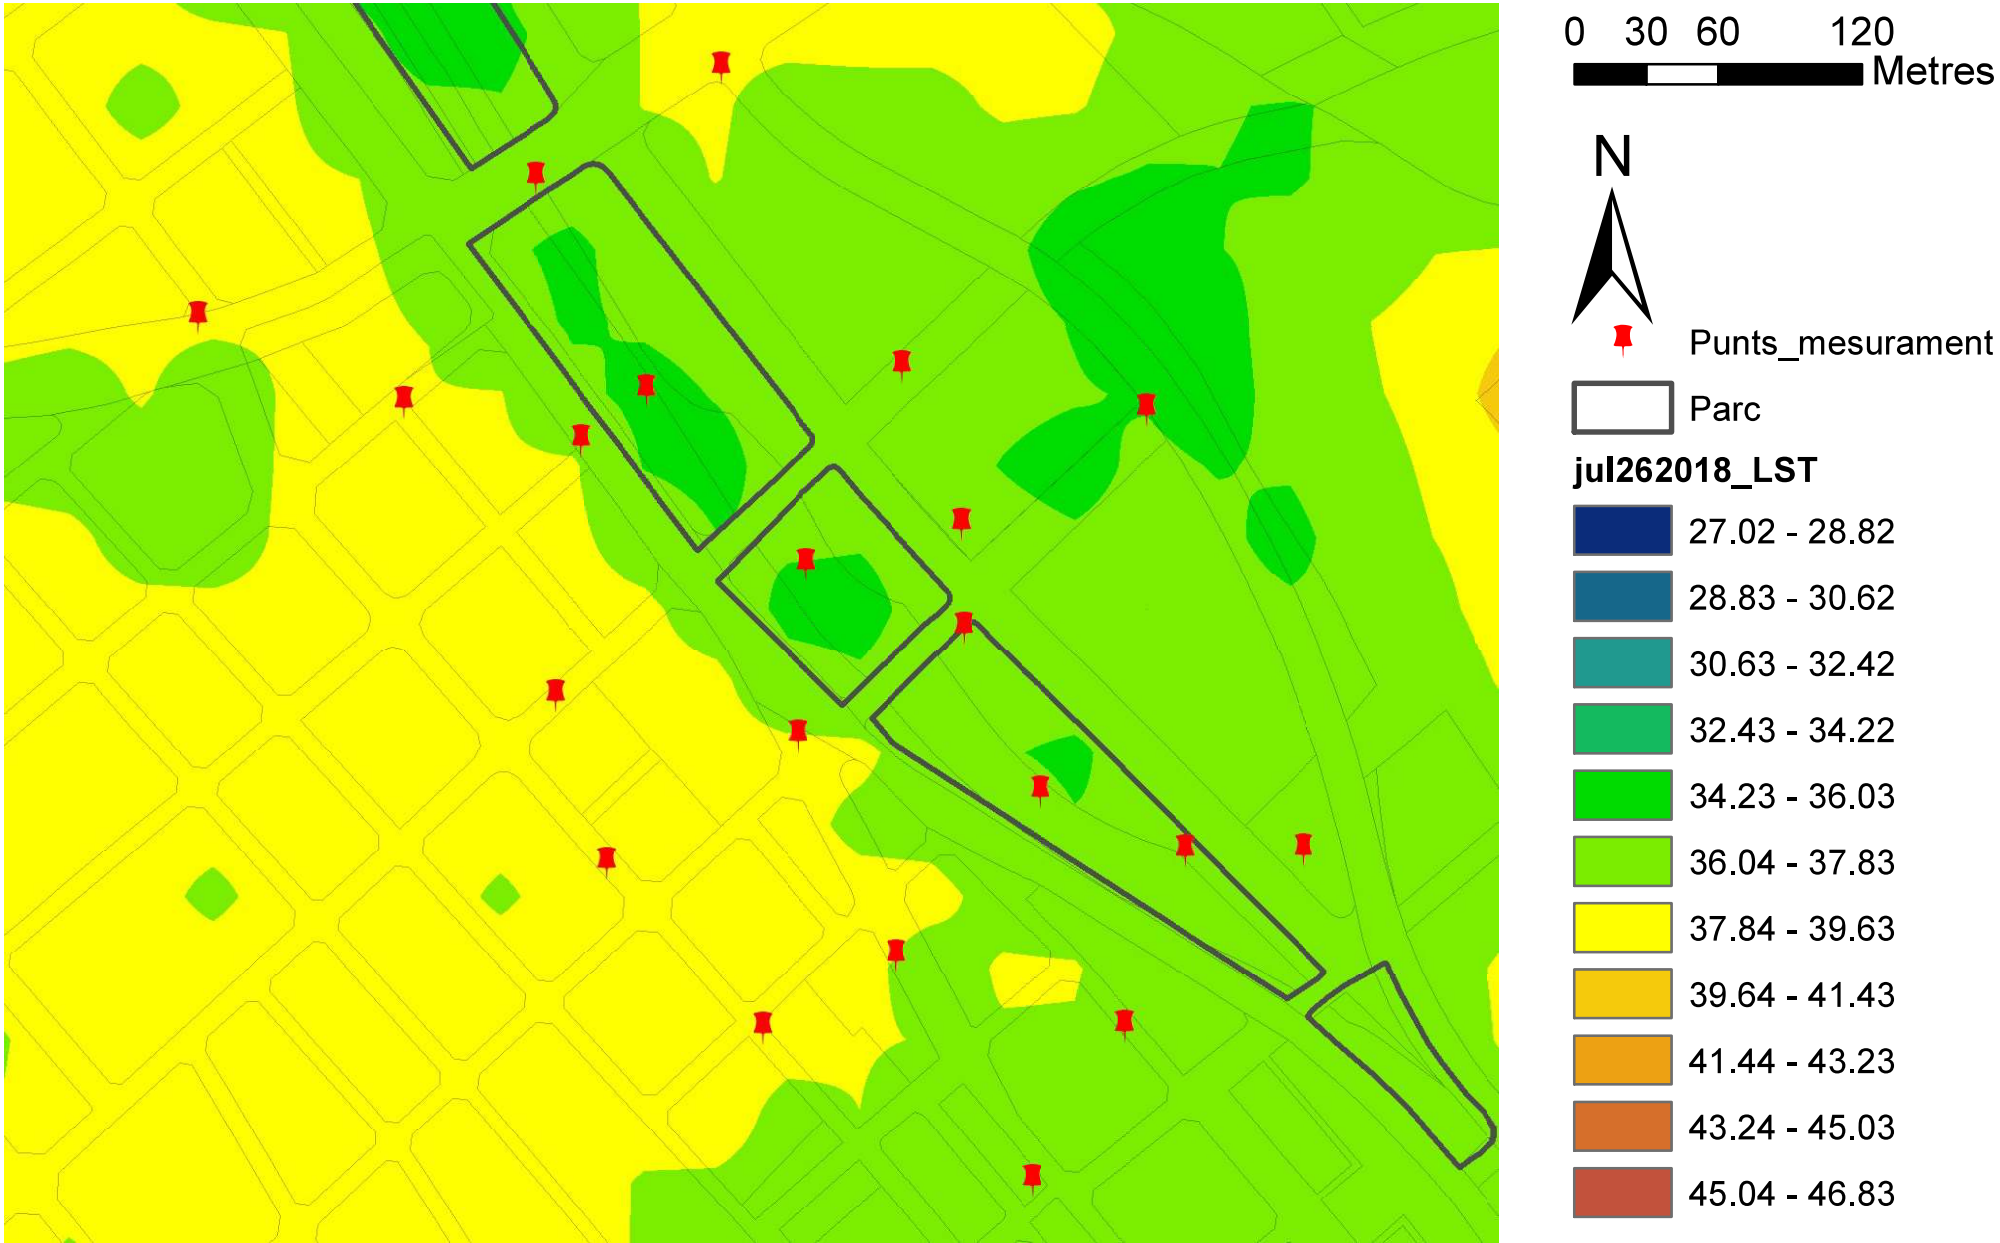 0 30 60 120
Metres
N
Punts_mesurament
Parc
jul262018_LST
27.02 - 28.82
28.83 - 30.62
30.63 - 32.42
32.43 - 34.22
34.23 - 36.03
36.04 - 37.83
37.84 - 39.63
39.64 - 41.43
41.44 - 43.23
43.24 - 45.03
45.04 - 46.83